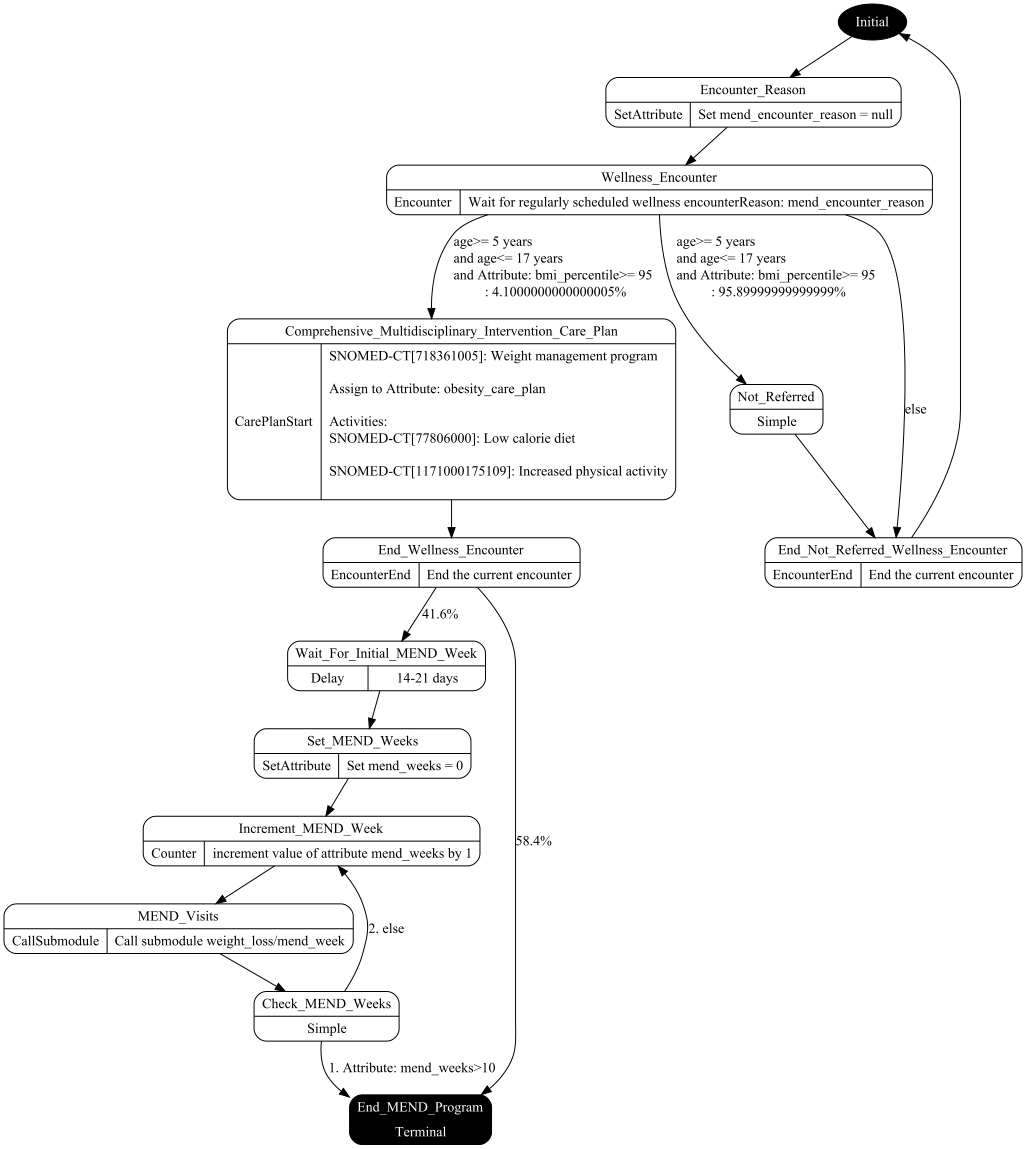 Initial
Encounter_Reason
SetAttribute
Set mend_encounter_reason = null
Wellness_Encounter
Encounter
Wait for regularly scheduled wellness encounterReason: mend_encounter_reason
age>= 5 years
and age<= 17 years
and Attribute: bmi_percentile>= 95
: 4.1000000000000005%
age>= 5 years
and age<= 17 years
and Attribute: bmi_percentile>= 95
: 95.89999999999999%
else
Comprehensive_Multidisciplinary_Intervention_Care_Plan
CarePlanStart
SNOMED-CT[718361005]: Weight management program
Assign to Attribute: obesity_care_plan
Activities:
SNOMED-CT[77806000]: Low calorie diet
SNOMED-CT[1171000175109]: Increased physical activity
Not_Referred
Simple
End_Wellness_Encounter
EncounterEnd
End the current encounter
End_Not_Referred_Wellness_Encounter
EncounterEnd
End the current encounter
41.6%
Wait_For_Initial_MEND_Week
Delay
14-21 days
Set_MEND_Weeks
SetAttribute
Set mend_weeks = 0
Increment_MEND_Week
Counter
increment value of attribute mend_weeks by 1
58.4%
MEND_Visits
CallSubmodule
Call submodule weight_loss/mend_week
2. else
Check_MEND_Weeks
Simple
1. Attribute: mend_weeks>10
End_MEND_Program
Terminal